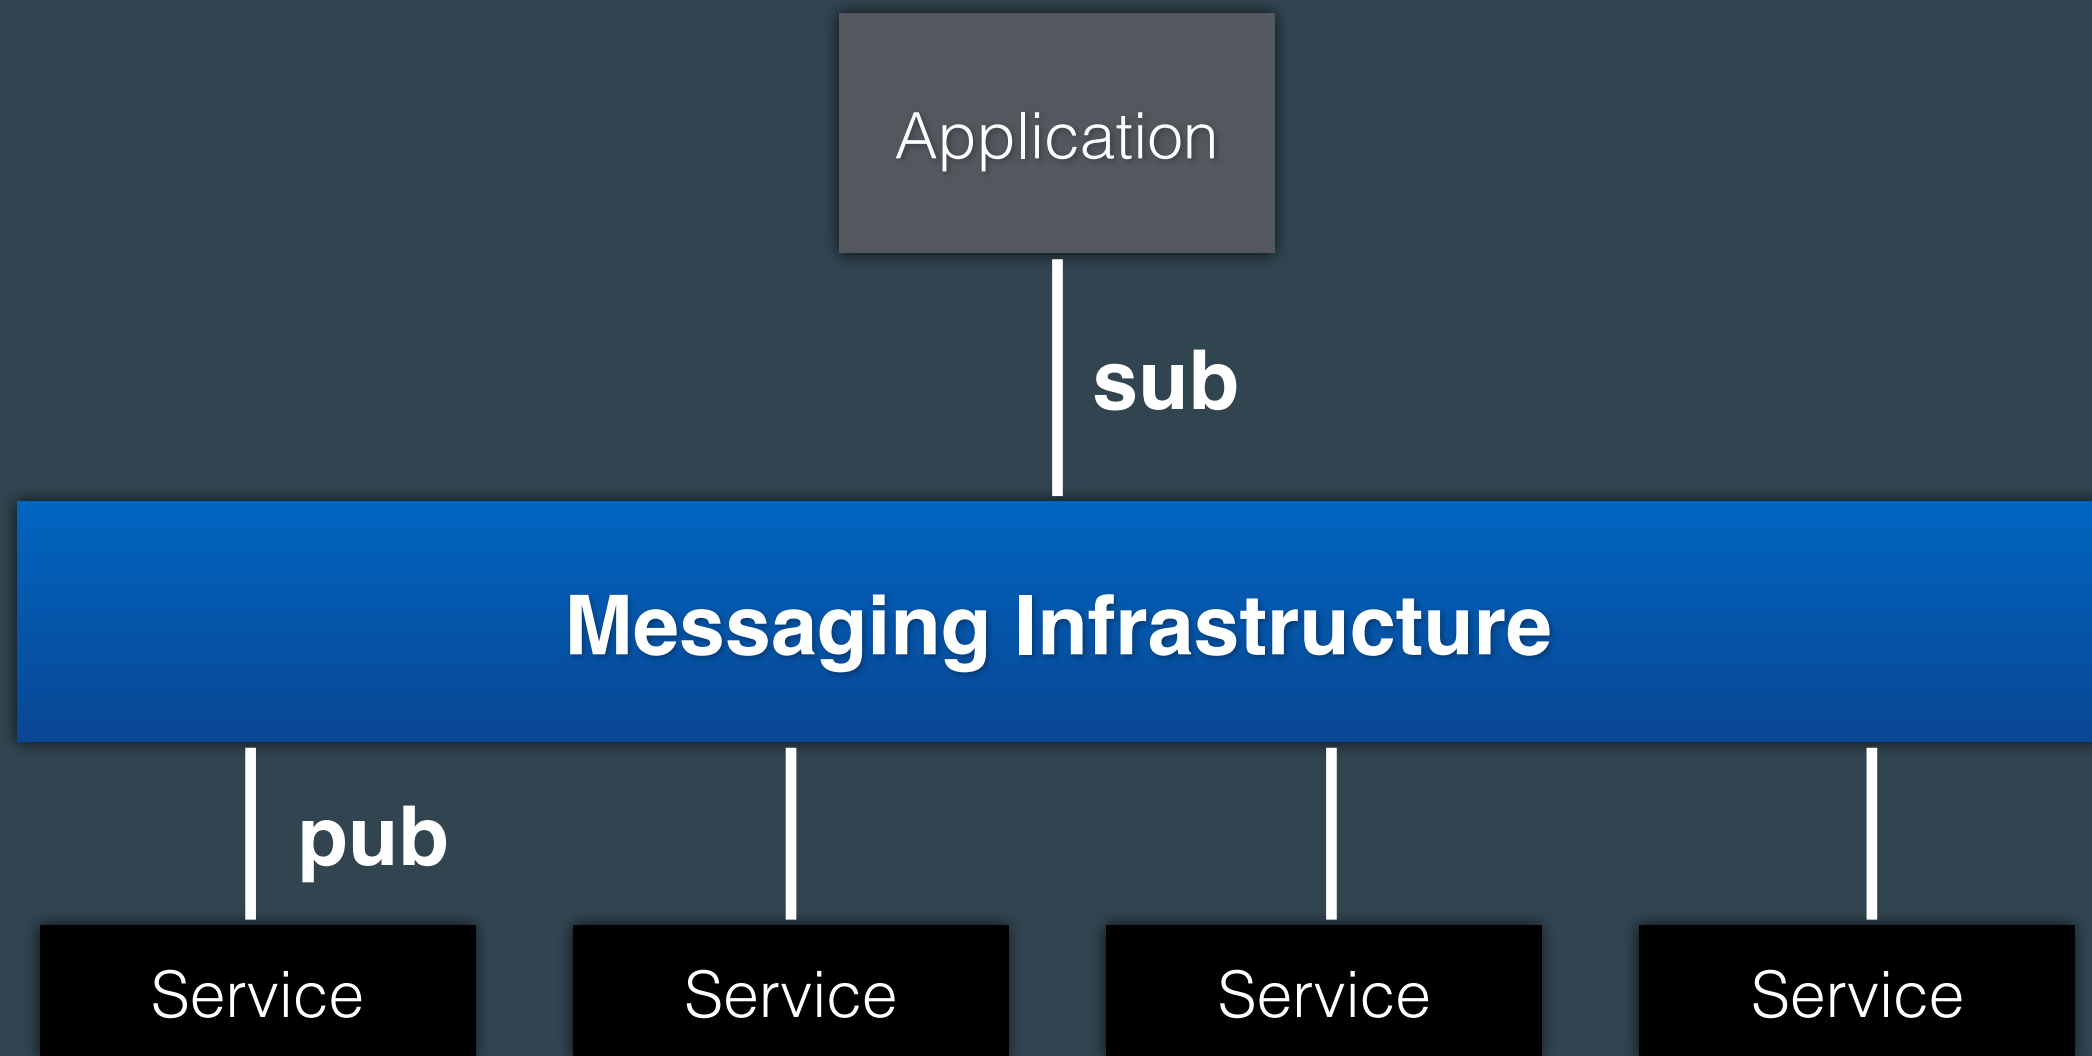 Application
sub
Messaging Infrastructure
pub
Service
Service
Service
Service